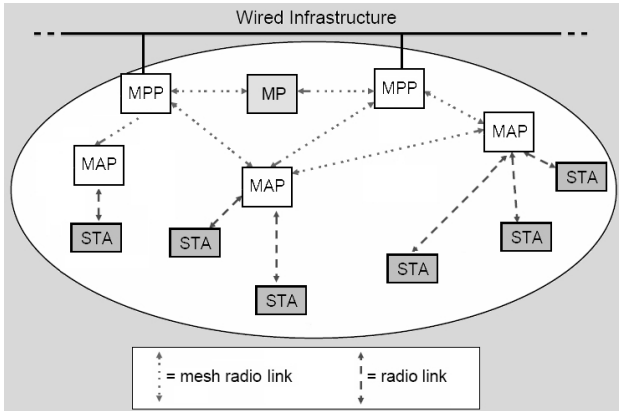 Wired Infrastructure
MPP
MP
MPP
MAP
MAP
MAP
STA
STA
STA
STA
STA
STA
= mesh radio link
= radio link